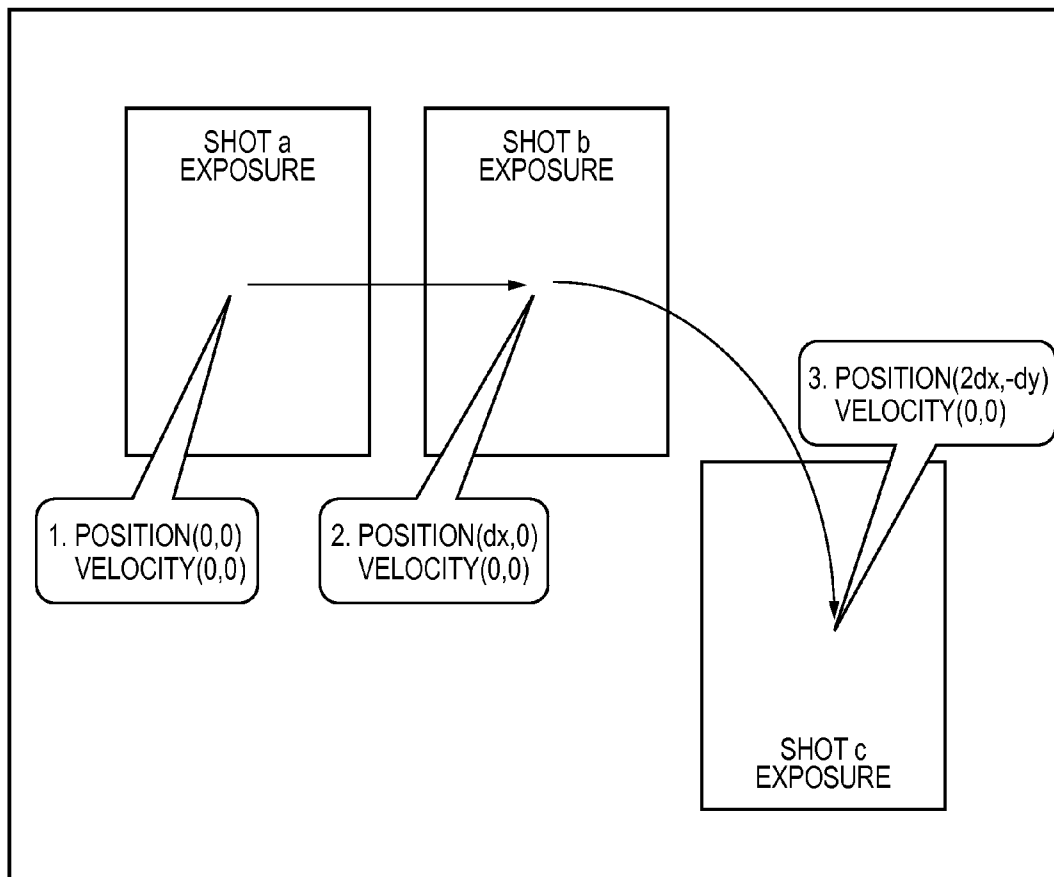 SHOT a
EXPOSURE
SHOT b
EXPOSURE
1. POSITION(0,0)
VELOCITY(0,0)
2. POSITION(dx,0)
VELOCITY(0,0)
3. POSITION(2dx,-dy)
VELOCITY(0,0)
SHOT c
EXPOSURE